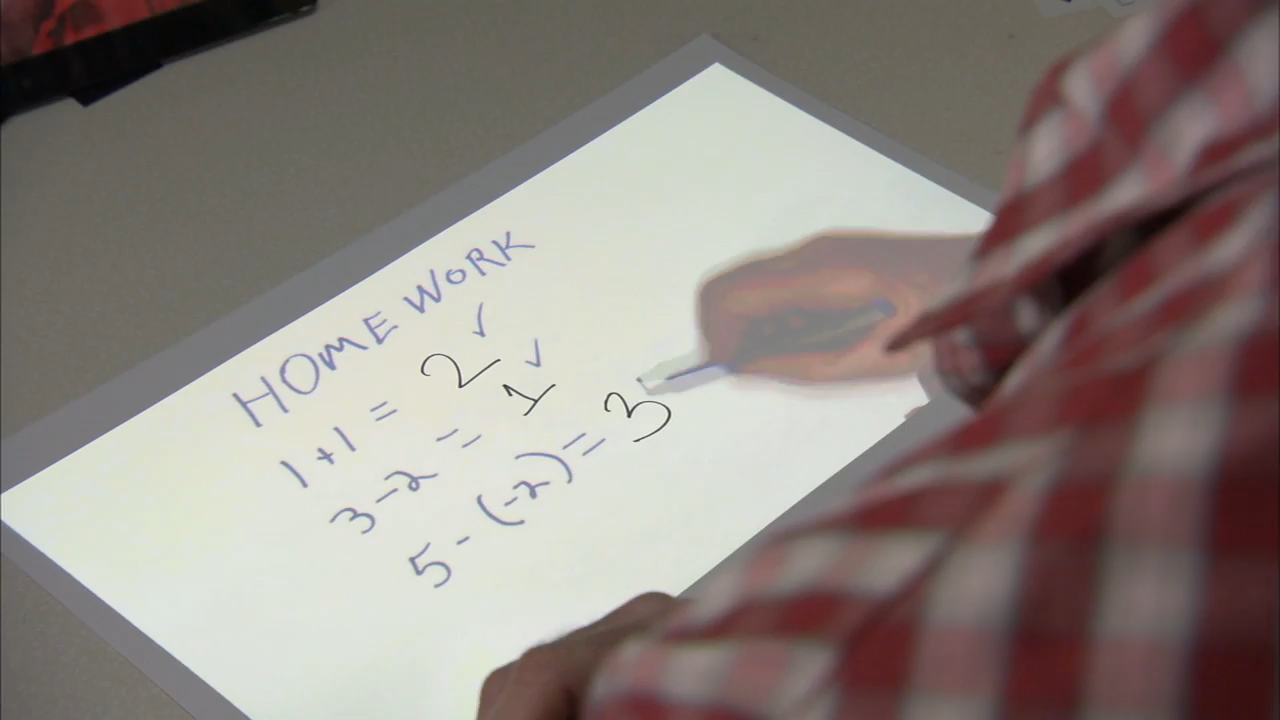 HOMEWORK
1+1=2 ✓
3-2=1 ✓
5-(-2)=3